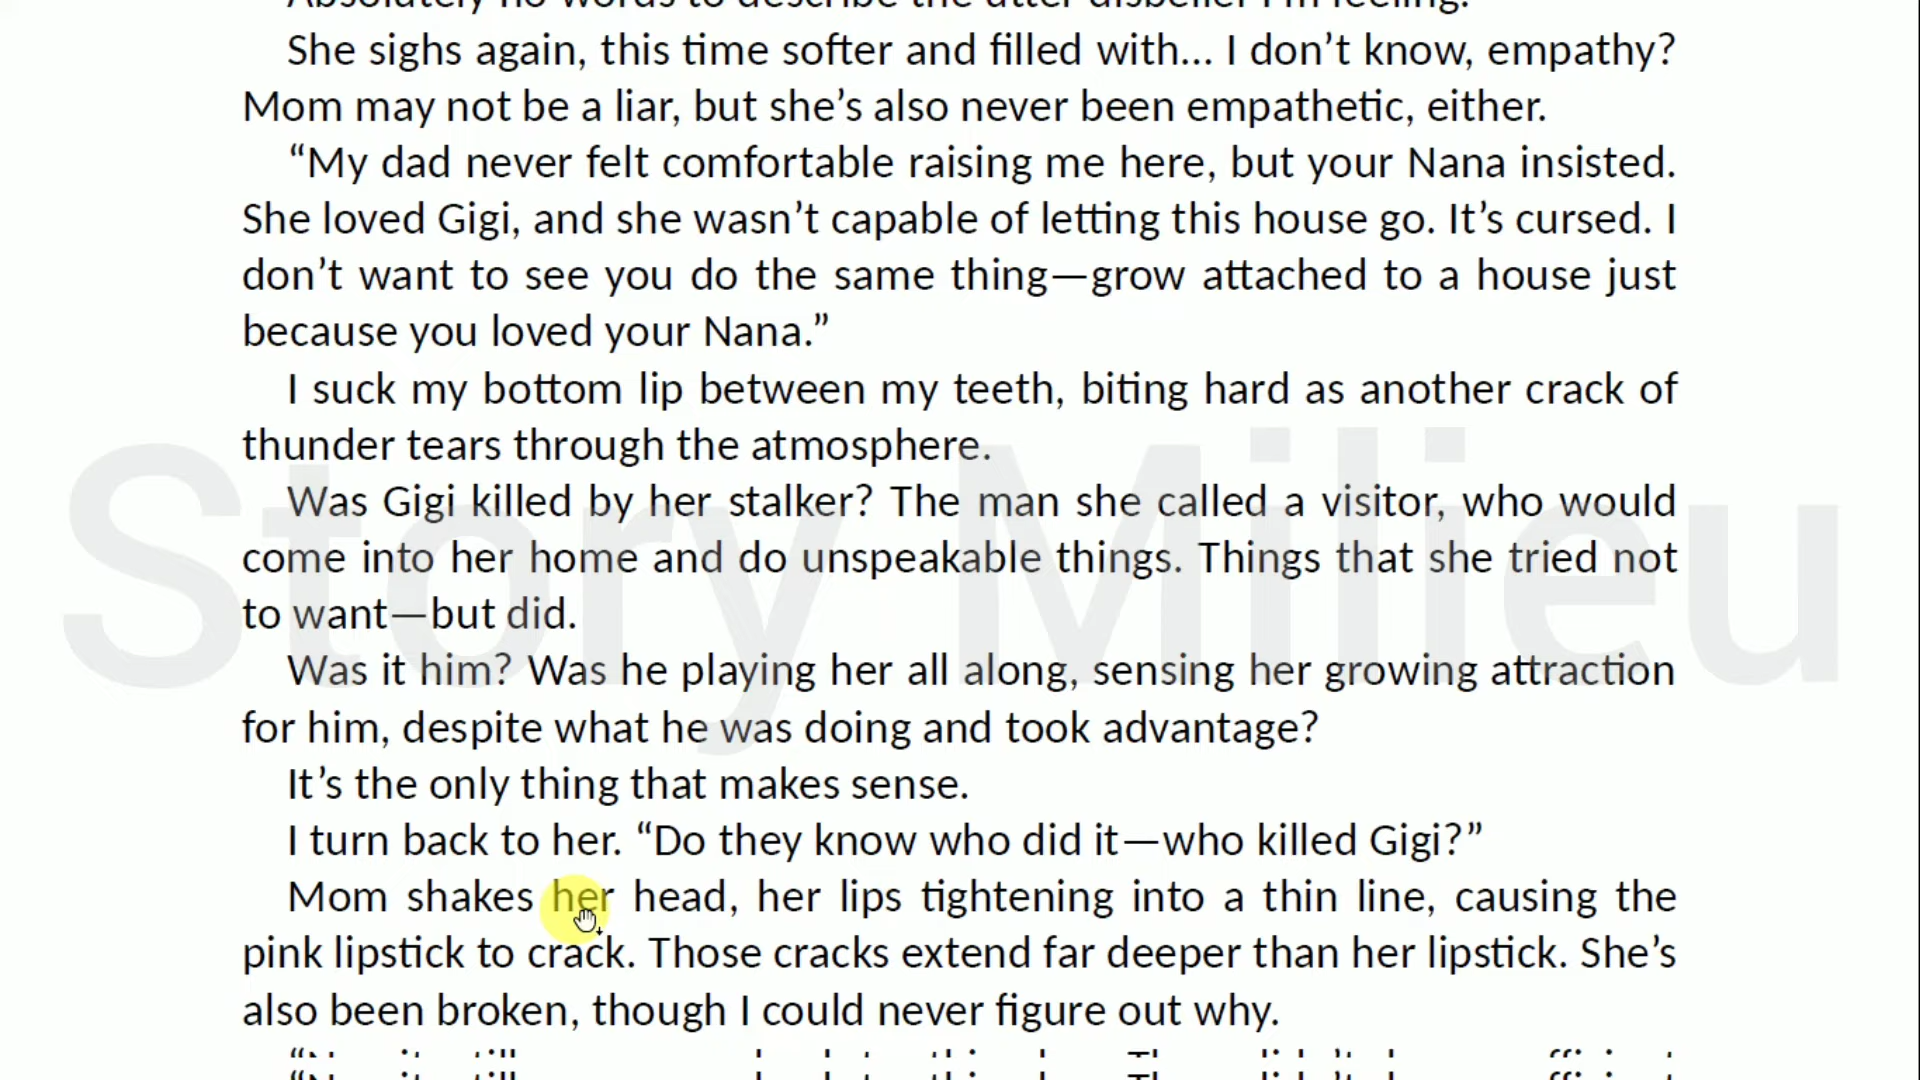 Absolutely no words to describe the utter disbelief I’m feeling.
She sighs again, this time softer and filled with... I don’t know, empathy?
Mom may not be a liar, but she’s also never been empathetic, either.
“My dad never felt comfortable raising me here, but your Nana insisted.
She loved Gigi, and she wasn’t capable of letting this house go. It’s cursed. I
don’t want to see you do the same thing—grow attached to a house just
because you loved your Nana.”
I suck my bottom lip between my teeth, biting hard as another crack of
thunder tears through the atmosphere.
Was Gigi killed by her stalker? The man she called a visitor, who would
come into her home and do unspeakable things. Things that she tried not
to want—but did.
Story Milieu
Was it him? Was he playing her all along, sensing her growing attraction
for him, despite what he was doing and took advantage?
It’s the only thing that makes sense.
I turn back to her. “Do they know who did it—who killed Gigi?”
Mom shakes her head, her lips tightening into a thin line, causing the
pink lipstick to crack. Those cracks extend far deeper than her lipstick. She’s
also been broken, though I could never figure out why.